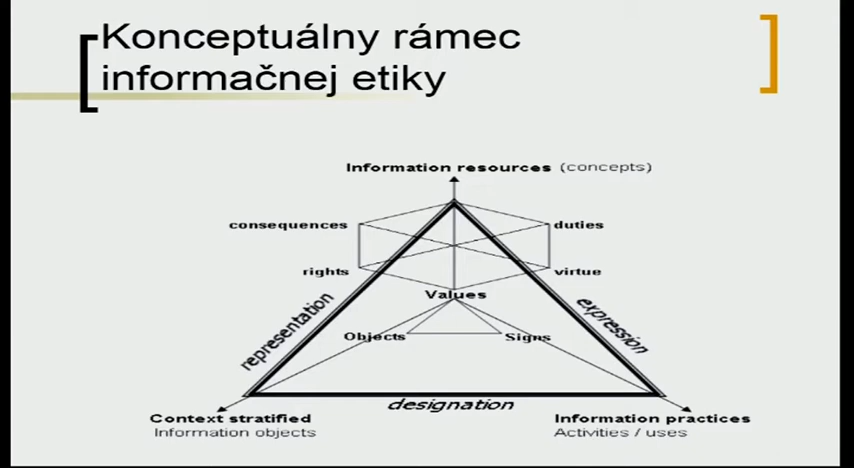 Konceptuálny rámec
informačnej etiky
Information resources (concepts)
consequences
duties
rights
virtue
Values
representation
expression
Objects
Signs
designation
Context stratified
Information objects
Information practices
Activities / uses